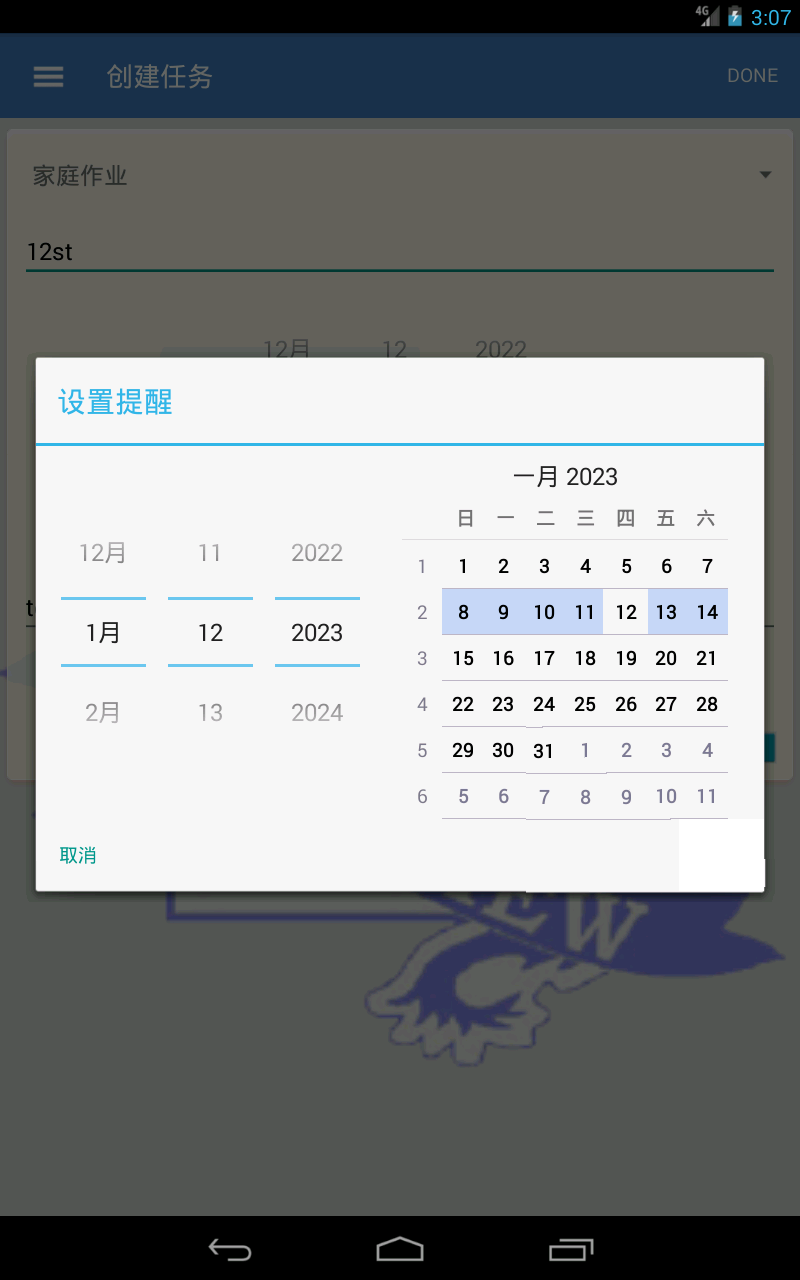 4G 3:07
创建任务 DONE
家庭作业
12st
12月 12 2022
设置提醒
一月 2023
日 一 二 三 四 五 六
12月 11 2022
1月 12 2023
2月 13 2024
1 1 2 3 4 5 6 7
2 8 9 10 11 12 13 14
3 15 16 17 18 19 20 21
4 22 23 24 25 26 27 28
5 29 30 31 1 2 3 4
6 5 6 7 8 9 10 11
取消
EW